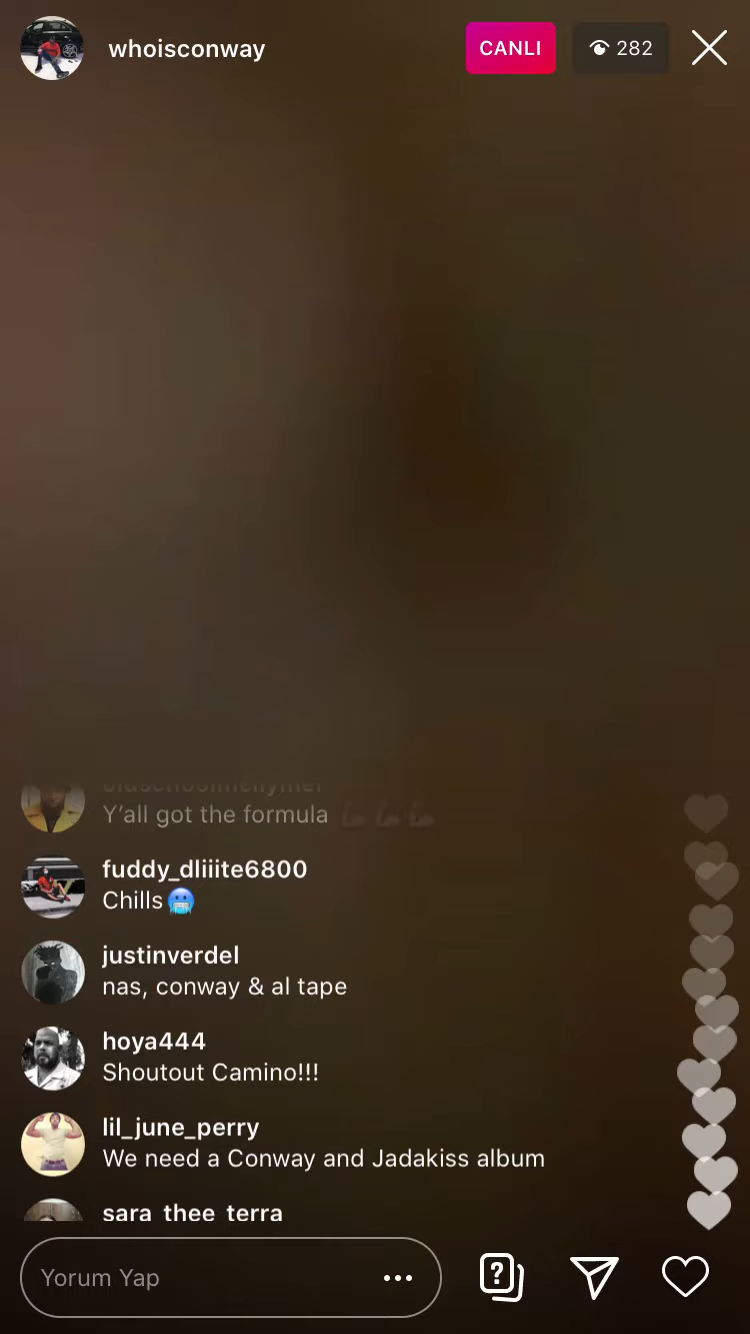 whoisconway
CANLI
282
Y'all got the formula
fuddy_dliiite6800
Chills🥶
justinverdel
nas, conway & al tape
hoya444
Shoutout Camino!!!
lil_june_perry
We need a Conway and Jadakiss album
sara_thee_terra
Yorum Yap